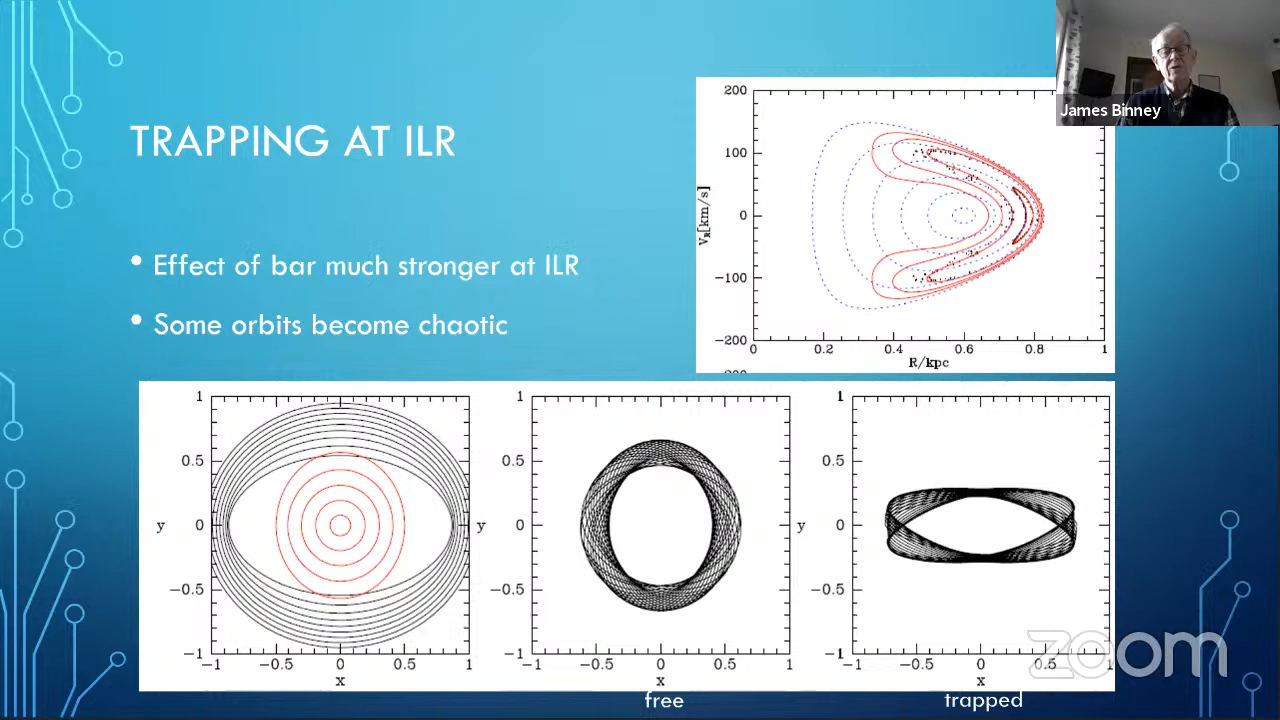 James Binney
TRAPPING AT ILR
• Effect of bar much stronger at ILR
• Some orbits become chaotic
200
100
0
−100
−200
v_R[km/s]
0 0.2 0.4 0.6 0.8 1
R/kpc
1
0.5
0
−0.5
−1
y
−1 −0.5 0 0.5 1
x
1
0.5
0
−0.5
−1
y
−1 −0.5 0 0.5 1
x
1
0.5
0
−0.5
−1
y
−1 −0.5 0 0.5 1
x
zoom
free
trapped